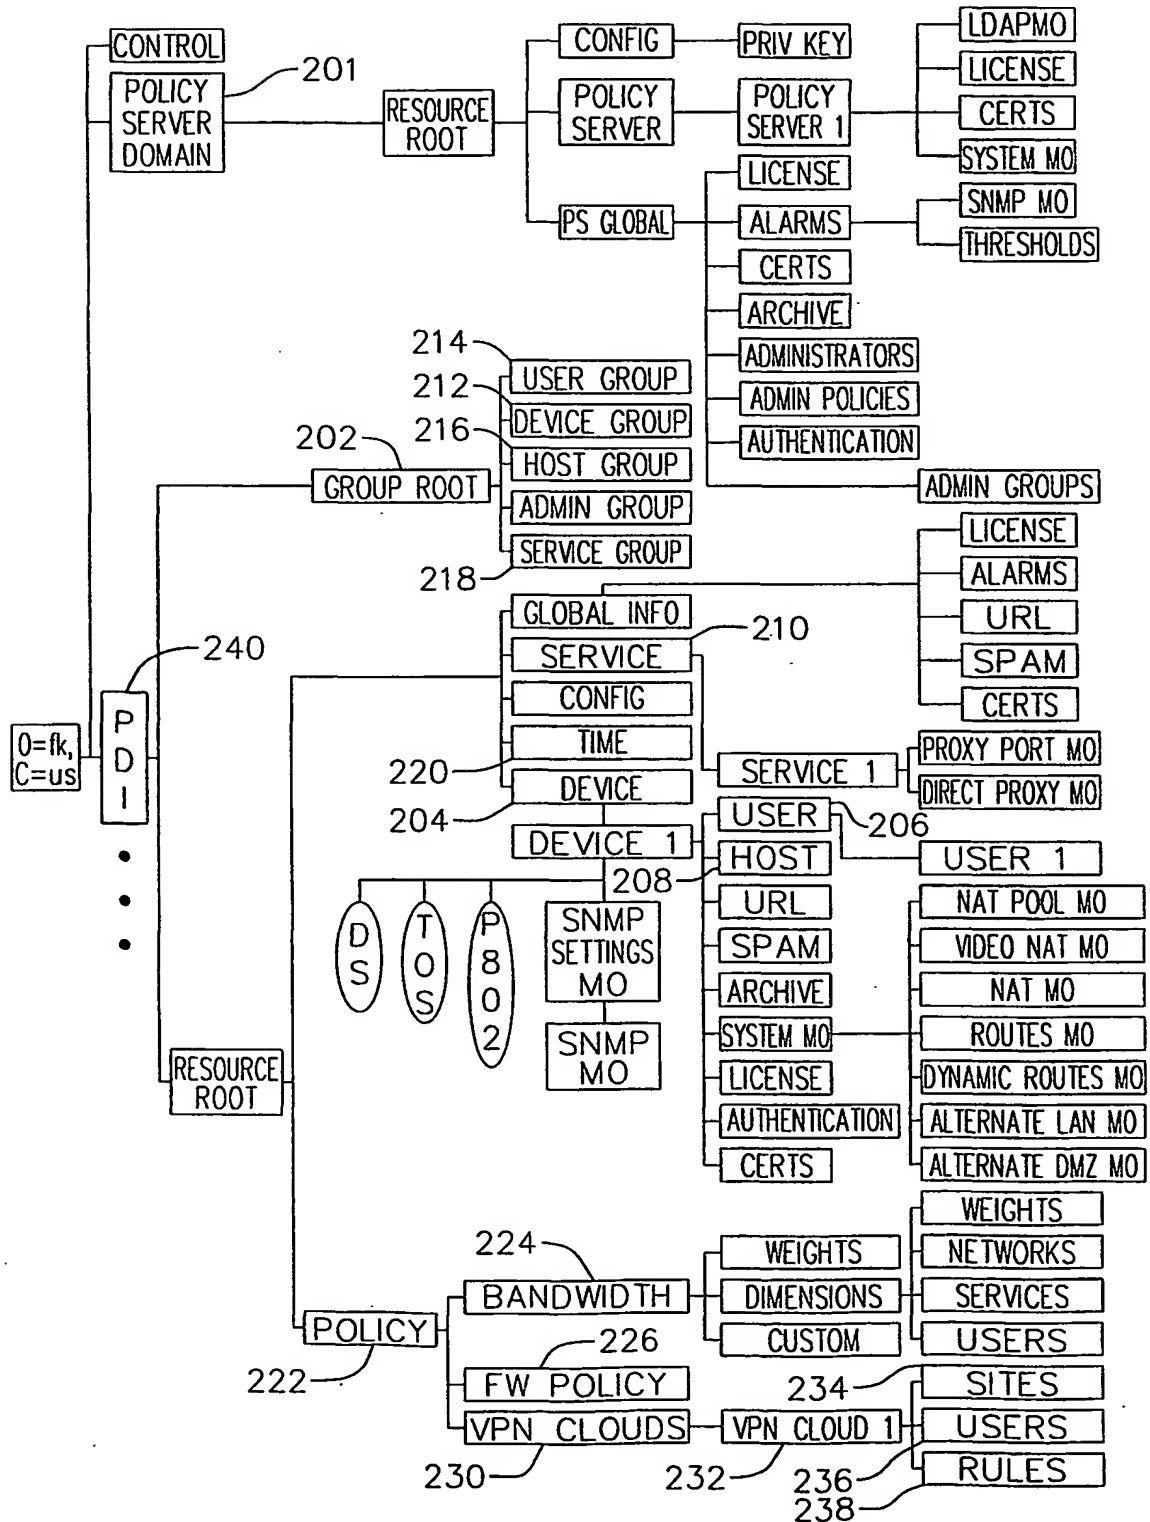 CONTROL
POLICY
SERVER
DOMAIN
201
RESOURCE
ROOT
CONFIG
PRIV KEY
POLICY
SERVER
POLICY
SERVER 1
LDAPMO
LICENSE
CERTS
SYSTEM MO
PS GLOBAL
LICENSE
ALARMS
SNMP MO
THRESHOLDS
CERTS
ARCHIVE
ADMINISTRATORS
ADMIN POLICIES
AUTHENTICATION
ADMIN GROUPS
214
USER GROUP
212
DEVICE GROUP
216
HOST GROUP
202
GROUP ROOT
ADMIN GROUP
SERVICE GROUP
218
LICENSE
ALARMS
URL
SPAM
CERTS
GLOBAL INFO
210
SERVICE
CONFIG
TIME
220
DEVICE
204
SERVICE 1
PROXY PORT MO
DIRECT PROXY MO
240
O=fk,
C=us
P
D
I
DEVICE 1
USER
206
USER 1
HOST
208
URL
SPAM
ARCHIVE
SYSTEM MO
LICENSE
AUTHENTICATION
CERTS
NAT POOL MO
VIDEO NAT MO
NAT MO
ROUTES MO
DYNAMIC ROUTES MO
ALTERNATE LAN MO
ALTERNATE DMZ MO
D
S
T
O
S
P
8
0
2
SNMP
SETTINGS
MO
SNMP
MO
RESOURCE
ROOT
POLICY
222
224
BANDWIDTH
WEIGHTS
DIMENSIONS
CUSTOM
WEIGHTS
NETWORKS
SERVICES
USERS
226
FW POLICY
VPN CLOUDS
230
VPN CLOUD 1
232
234
SITES
USERS
236
RULES
238